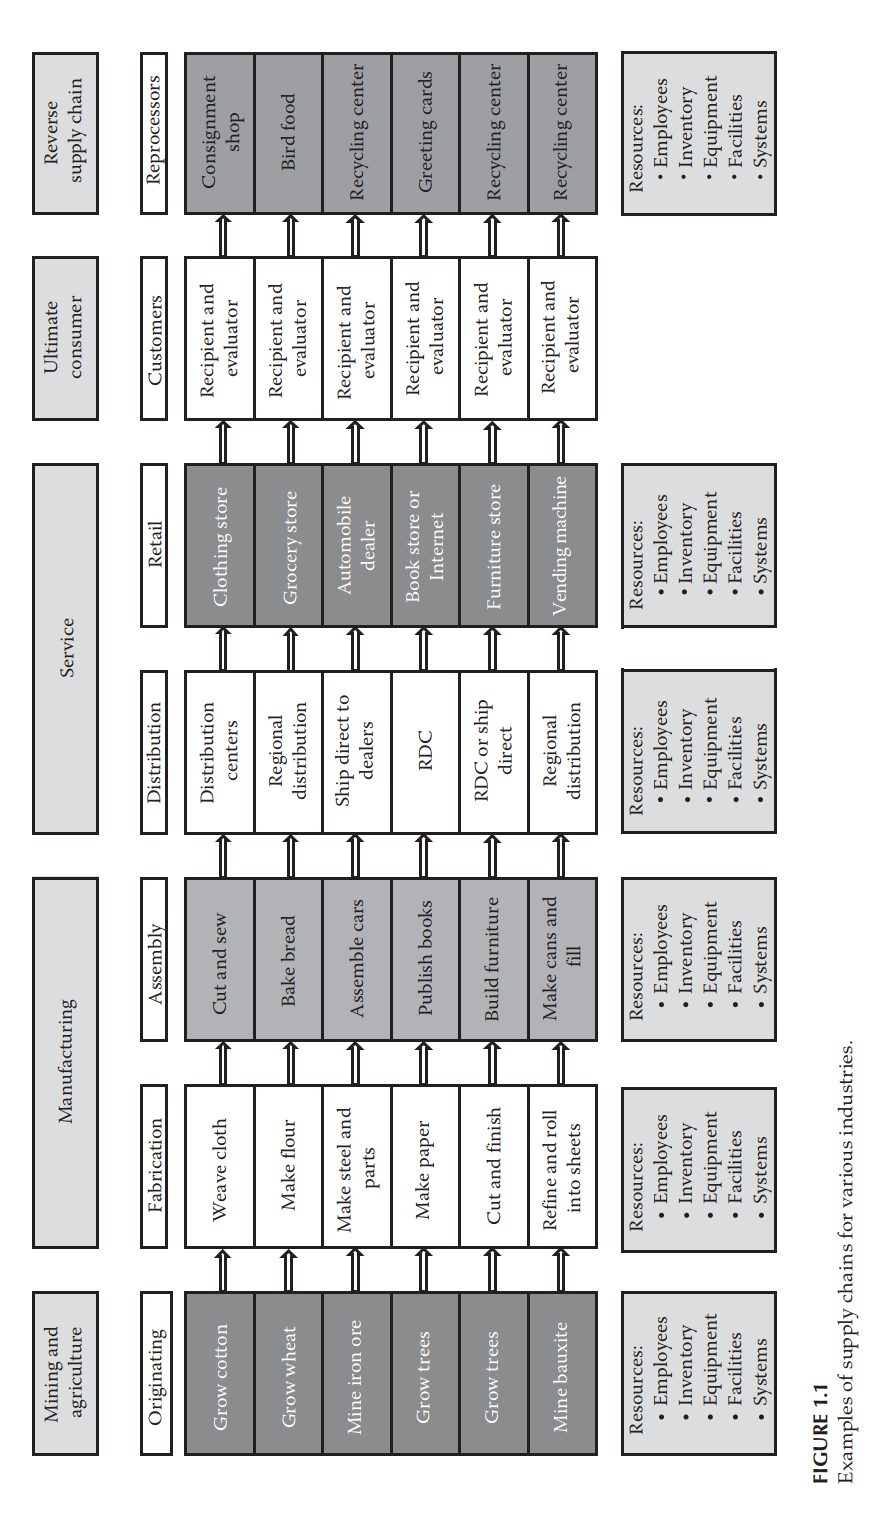 Mining and
agriculture
Manufacturing
Service
Ultimate
consumer
Reverse
supply chain
Originating
Fabrication
Assembly
Distribution
Retail
Customers
Reprocessors
Grow cotton
Weave cloth
Cut and sew
Distribution
centers
Clothing store
Recipient and
evaluator
Consignment
shop
Grow wheat
Make flour
Bake bread
Regional
distribution
Grocery store
Recipient and
evaluator
Bird food
Mine iron ore
Make steel and
parts
Assemble cars
Ship direct to
dealers
Automobile
dealer
Recipient and
evaluator
Recycling center
Grow trees
Make paper
Publish books
RDC
Book store or
Internet
Recipient and
evaluator
Greeting cards
Grow trees
Cut and finish
Build furniture
RDC or ship
direct
Furniture store
Recipient and
evaluator
Recycling center
Mine bauxite
Refine and roll
into sheets
Make cans and
fill
Regional
distribution
Vending machine
Recipient and
evaluator
Recycling center
Resources:
• Employees
• Inventory
• Equipment
• Facilities
• Systems
Resources:
• Employees
• Inventory
• Equipment
• Facilities
• Systems
Resources:
• Employees
• Inventory
• Equipment
• Facilities
• Systems
Resources:
• Employees
• Inventory
• Equipment
• Facilities
• Systems
Resources:
• Employees
• Inventory
• Equipment
• Facilities
• Systems
Resources:
• Employees
• Inventory
• Equipment
• Facilities
• Systems
FIGURE 1.1
Examples of supply chains for various industries.